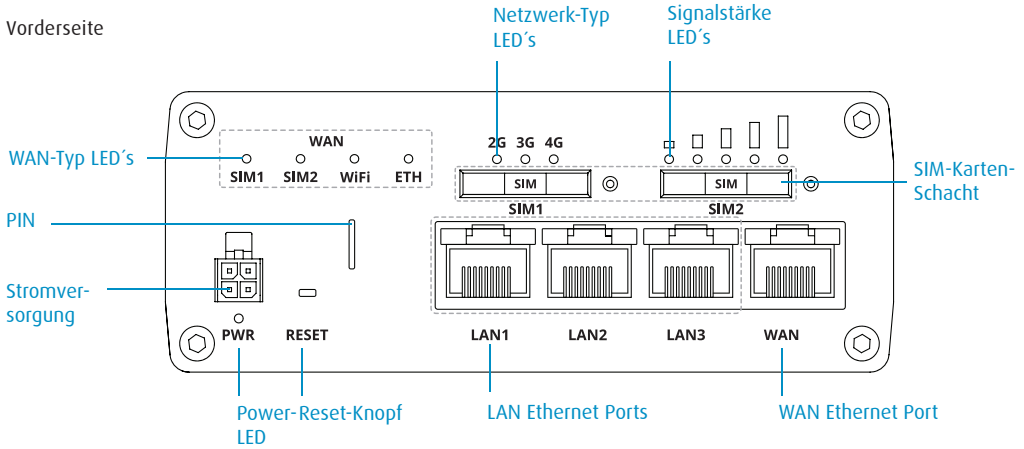 Vorderseite
Netzwerk-Typ
LED´s
Signalstärke
LED´s
WAN
2G 3G 4G
WAN-Typ LED´s
SIM1 SIM2 WiFi ETH
SIM
SIM
SIM-Karten-
Schacht
SIM1
SIM2
PIN
Stromver-
sorgung
PWR
RESET
LAN1
LAN2
LAN3
WAN
Power-
LED
Reset-Knopf
LAN Ethernet Ports
WAN Ethernet Port